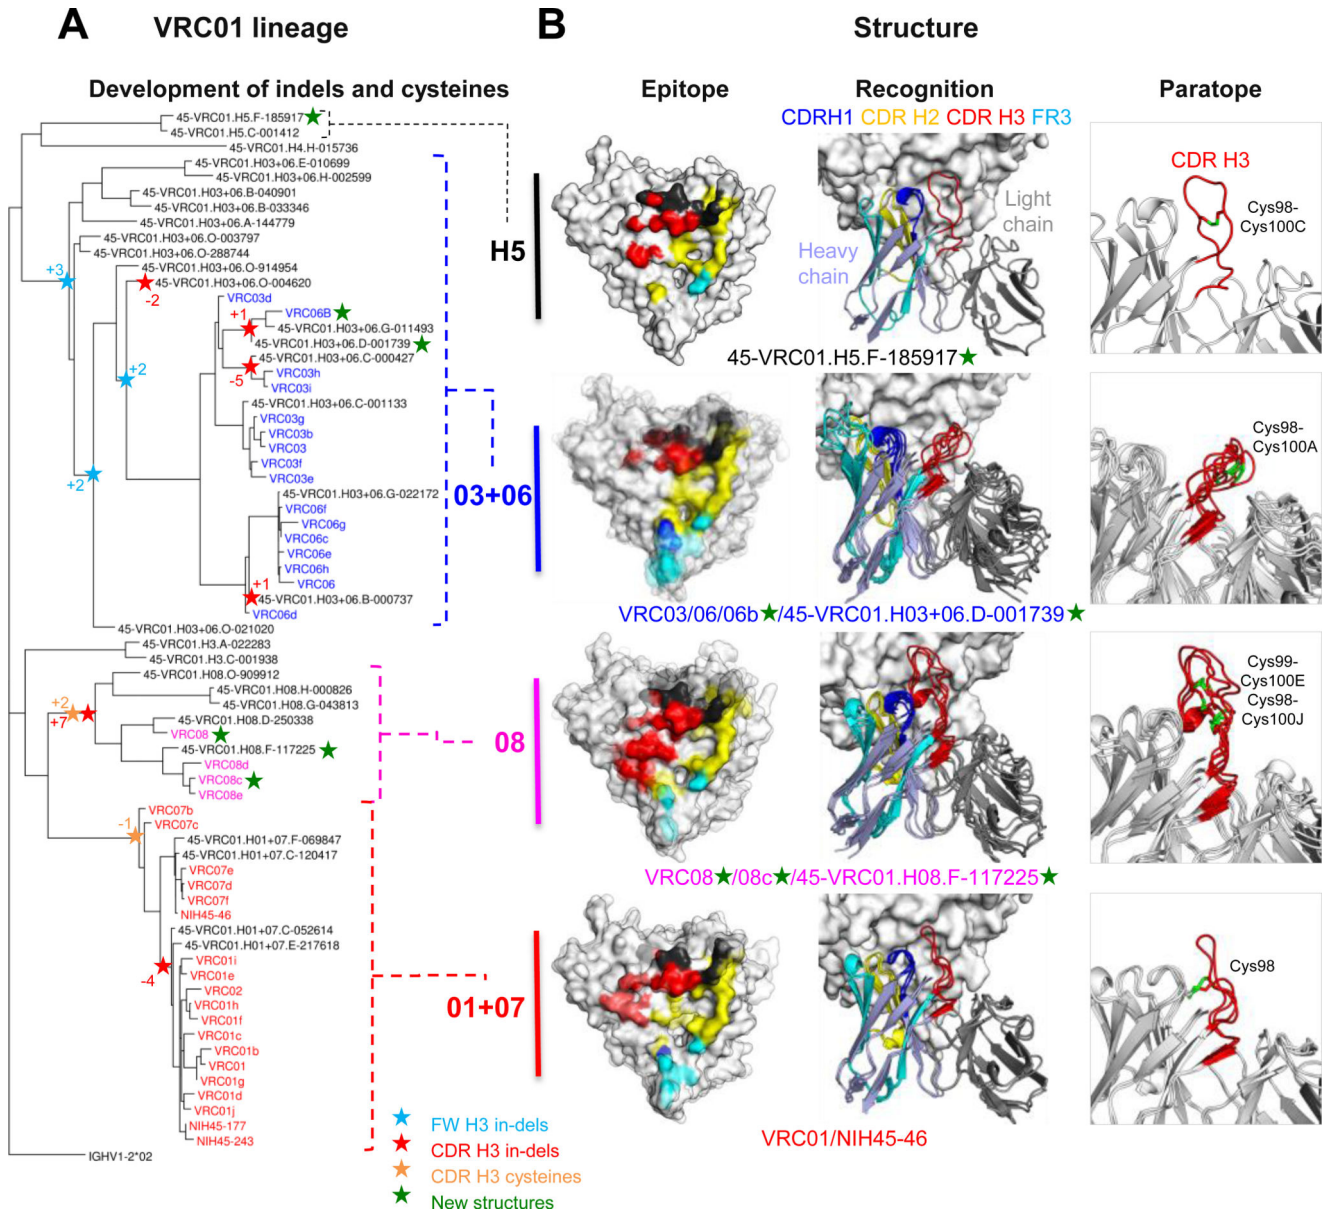 A VRC01 lineage
Development of indels and cysteines
45-VRC01.H5.F-185917
45-VRC01.H5.C-001412
45-VRC01.H4.H-015736
45-VRC01.H03+06.E-010699
45-VRC01.H03+06.H-002599
45-VRC01.H03+06.B-040901
45-VRC01.H03+06.B-033346
45-VRC01.H03+06.A-144779
45-VRC01.H03+06.O-003797
45-VRC01.H03+06.O-288744
45-VRC01.H03+06.O-914954
+3
45-VRC01.H03+06.O-004620
-2
VRC03d
+1
VRC06B
45-VRC01.H03+06.G-011493
45-VRC01.H03+06.D-001739
45-VRC01.H03+06.C-000427
+2
-5
VRC03h
VRC03i
45-VRC01.H03+06.C-001133
VRC03g
VRC03b
VRC03
VRC03f
VRC03e
+2
45-VRC01.H03+06.G-022172
VRC06f
VRC06g
VRC06c
VRC06e
VRC06h
VRC06
+1
45-VRC01.H03+06.B-000737
VRC06d
45-VRC01.H03+06.O-021020
45-VRC01.H3.A-022283
45-VRC01.H3.C-001938
45-VRC01.H08.O-909912
45-VRC01.H08.H-000826
45-VRC01.H08.G-043813
+2
+7
45-VRC01.H08.D-250338
VRC08
45-VRC01.H08.F-117225
VRC08d
VRC08c
VRC08e
VRC07b
-1
VRC07c
45-VRC01.H01+07.F-069847
45-VRC01.H01+07.C-120417
VRC07e
VRC07d
VRC07f
NIH45-46
45-VRC01.H01+07.C-052614
45-VRC01.H01+07.E-217618
VRC01i
-4
VRC01e
VRC02
VRC01h
VRC01f
VRC01c
VRC01b
VRC01
VRC01g
VRC01d
VRC01j
NIH45-177
NIH45-243
IGHV1-2*02
FW H3 in-dels
CDR H3 in-dels
CDR H3 cysteines
New structures
B Structure
Epitope Recognition Paratope
CDRH1 CDR H2 CDR H3 FR3
H5
Heavy
chain
Light
chain
CDR H3
Cys98-
Cys100C
45-VRC01.H5.F-185917
03+06
Cys98-
Cys100A
VRC03/06/06b /45-VRC01.H03+06.D-001739
08
Cys99-
Cys100E
Cys98-
Cys100J
VRC08 /08c /45-VRC01.H08.F-117225
01+07
Cys98
VRC01/NIH45-46